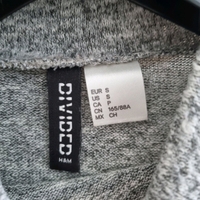 DIVIDED
H&M
EUR S
US S
CA P
CN 165/88A
MX CH